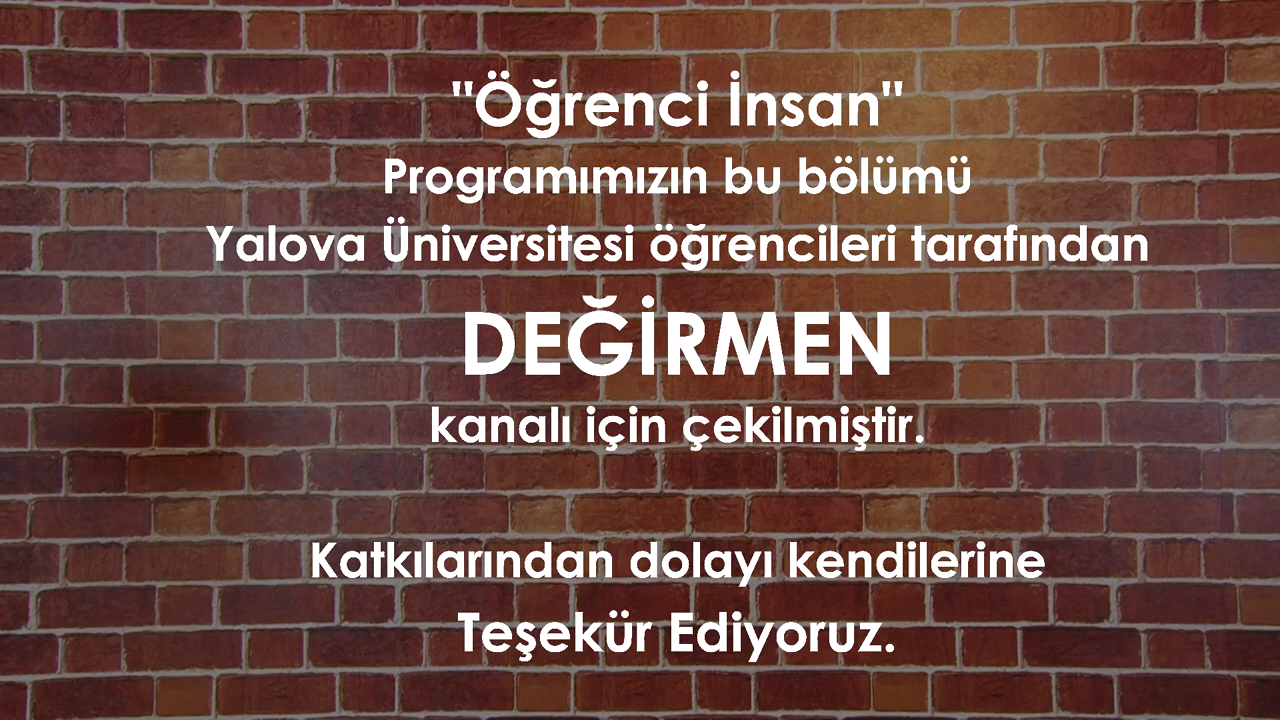 "Öğrenci İnsan"
Programımızın bu bölümü
Yalova Üniversitesi öğrencileri tarafından
DEĞİRMEN
kanalı için çekilmiştir.
Katkılarından dolayı kendilerine
Teşekür Ediyoruz.